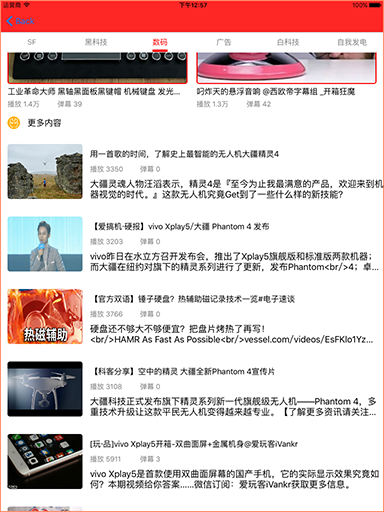 运营商
下午12:57
100%
SF
黑科技
数码
广告
白科技
自我发电
工业革命大师 黑轴黑面板黑键帽 机械键盘 发光...
叼炸天的悬浮音响 @西欧帝字幕组 _开箱狂魔
播放 1.4万 弹幕 39
播放 1.3万 弹幕 42
更多内容
用一首歌的时间，了解史上最智能的无人机大疆精灵4
播放 3350 弹幕 0
大疆灵魂人物汪滔表示，精灵4是『至今为止我最满意的产品，欢迎来到机
器视觉的时代。』这款无人机究竟Get到了一些什么样的新技能？
【爱搞机·硬报】vivo Xplay5/大疆 Phantom 4 发布
播放 3203 弹幕 0
vivo昨日在水立方召开发布会，推出了Xplay5旗舰版和标准版两款机器；
而大疆在纽约对旗下的精灵系列进行了更新，发布Phantom<br/>4；卓...
【官方双语】锤子硬盘？热辅助磁记录技术一览#电子速谈
播放 3766 弹幕 0
热磁辅助
硬盘还不够大不够便宜？把盘片烤热了再写！
<br/>HAMR As Fast As Possible<br/>vessel.com/videos/EsFKlo1Yz...
【科客分享】空中的精灵 大疆全新Phantom 4宣传片
播放 3108 弹幕 0
大疆科技正式发布旗下精灵系列新一代旗舰级无人机——Phantom 4，多
重技术升级让这款平民无人机变得越来越专业。【了解更多资讯请关注...
[玩·品]vivo Xplay5开箱-双曲面屏+金属机身@爱玩客iVankr
播放 5911 弹幕 3
vivo Xplay5是首款使用双曲面屏幕的国产手机，它的实际显示效果究竟如
何？本期视频给你答案......微信订阅：爱玩客iVankr获取更多信息。